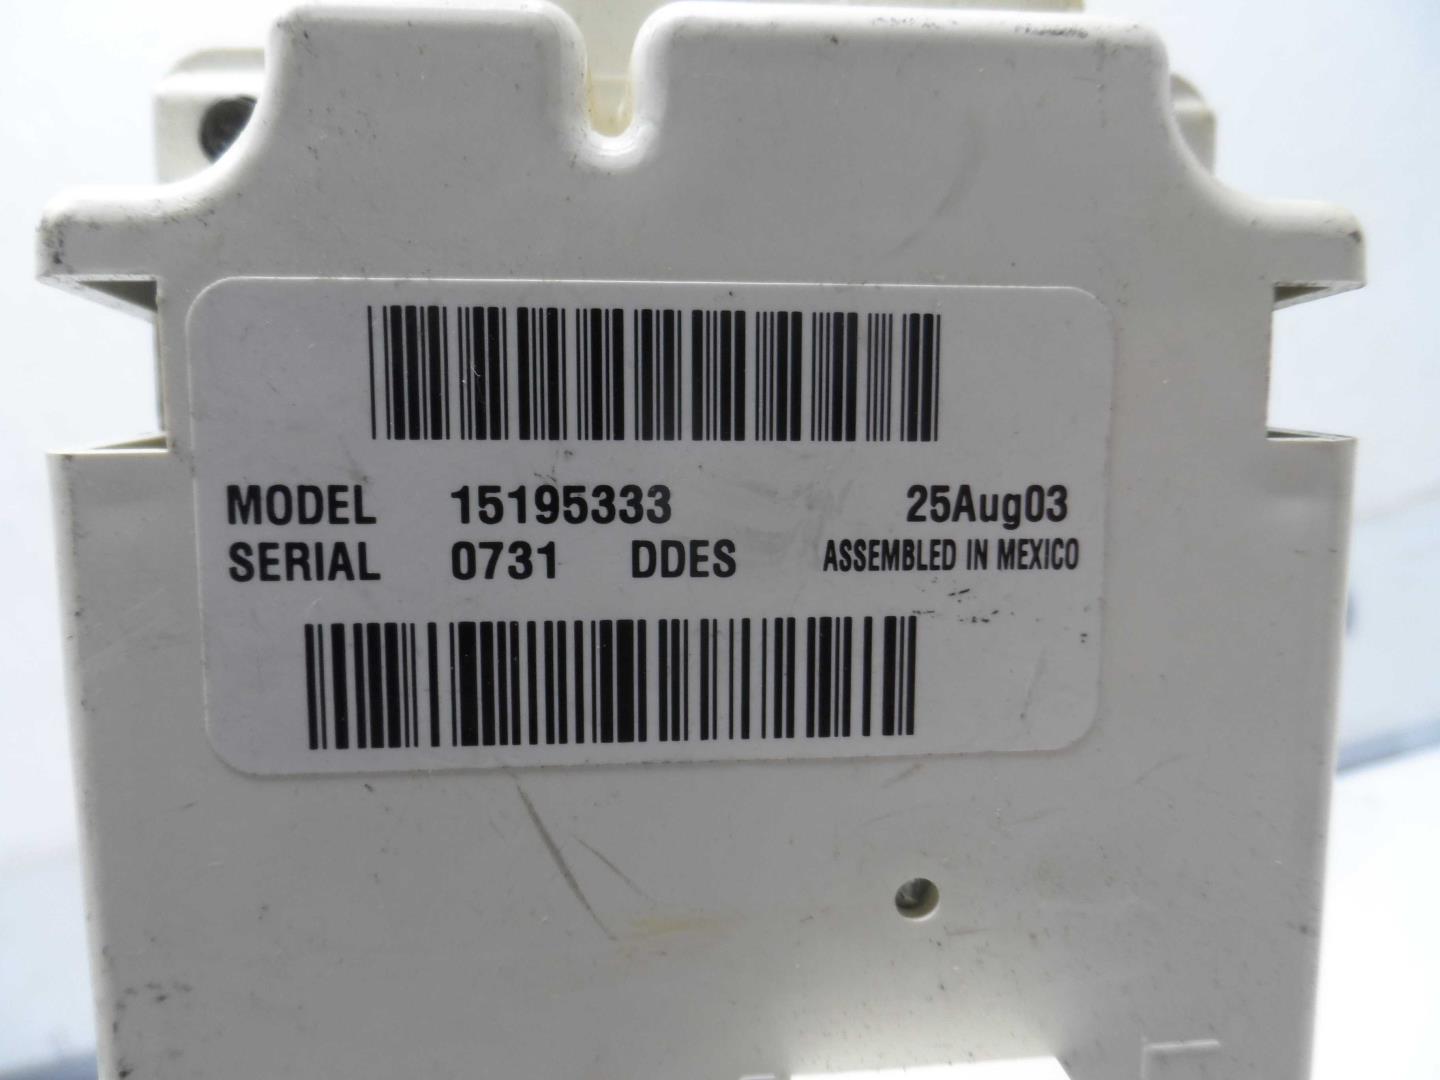 MODEL 15195333 25Aug03
SERIAL 0731 DDES ASSEMBLED IN MEXICO